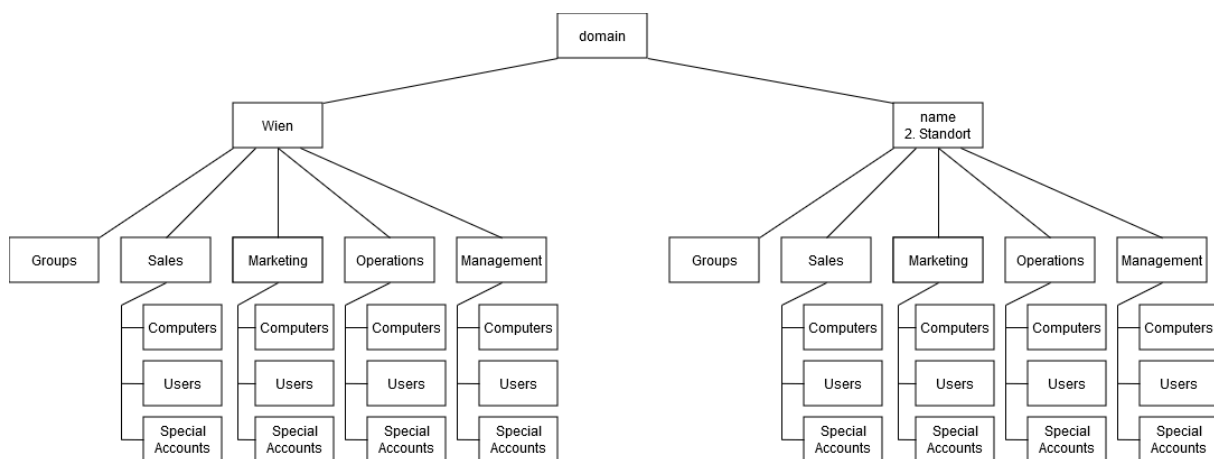 domain
Wien
name
2. Standort
Groups
Sales
Marketing
Operations
Management
Groups
Sales
Marketing
Operations
Management
Computers
Computers
Computers
Computers
Computers
Computers
Computers
Computers
Users
Users
Users
Users
Users
Users
Users
Users
Special
Accounts
Special
Accounts
Special
Accounts
Special
Accounts
Special
Accounts
Special
Accounts
Special
Accounts
Special
Accounts